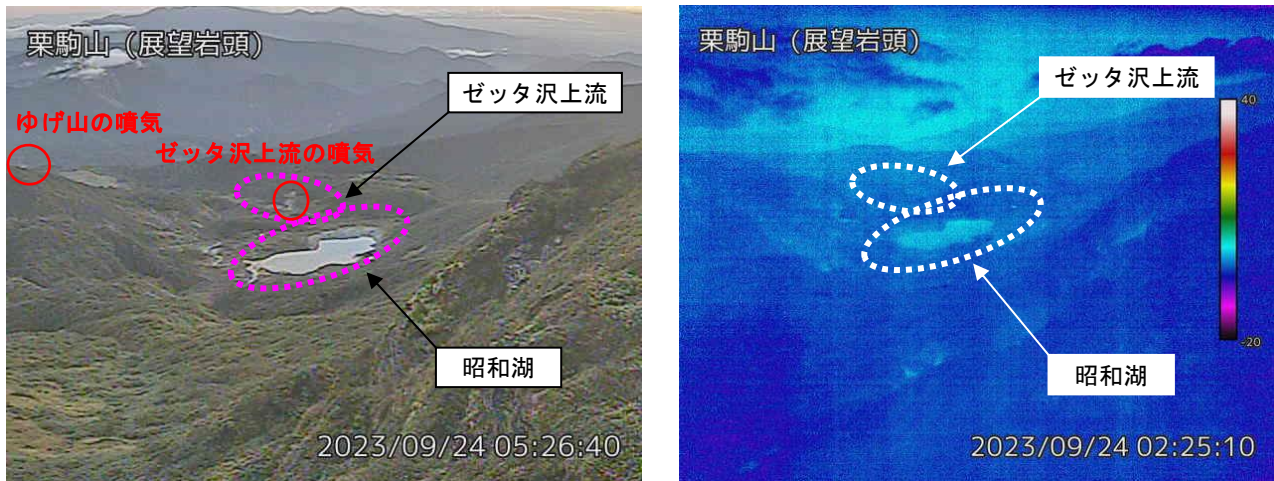 栗駒山（展望岩頭）
ゼッタ沢上流
ゆげ山の噴気
ゼッタ沢上流の噴気
昭和湖
2023/09/24 05:26:40
栗駒山（展望岩頭）
ゼッタ沢上流
40
-20
昭和湖
2023/09/24 02:25:10